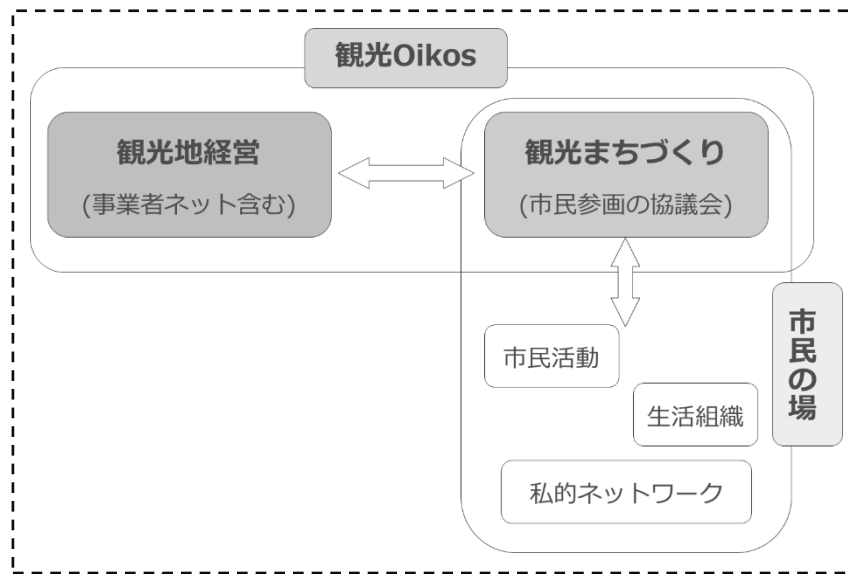 観光Oikos
観光地経営
(事業者ネット含む)
観光まちづくり
(市民参画の協議会)
市民の場
市民活動
生活組織
私的ネットワーク